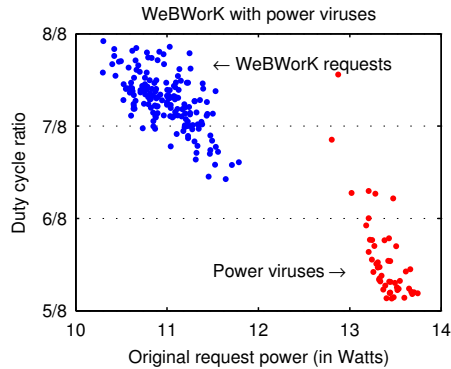 WeBWorK with power viruses
8/8
← WeBWorK requests
7/8
Duty cycle ratio
6/8
Power viruses →
5/8
10 11 12 13 14
Original request power (in Watts)